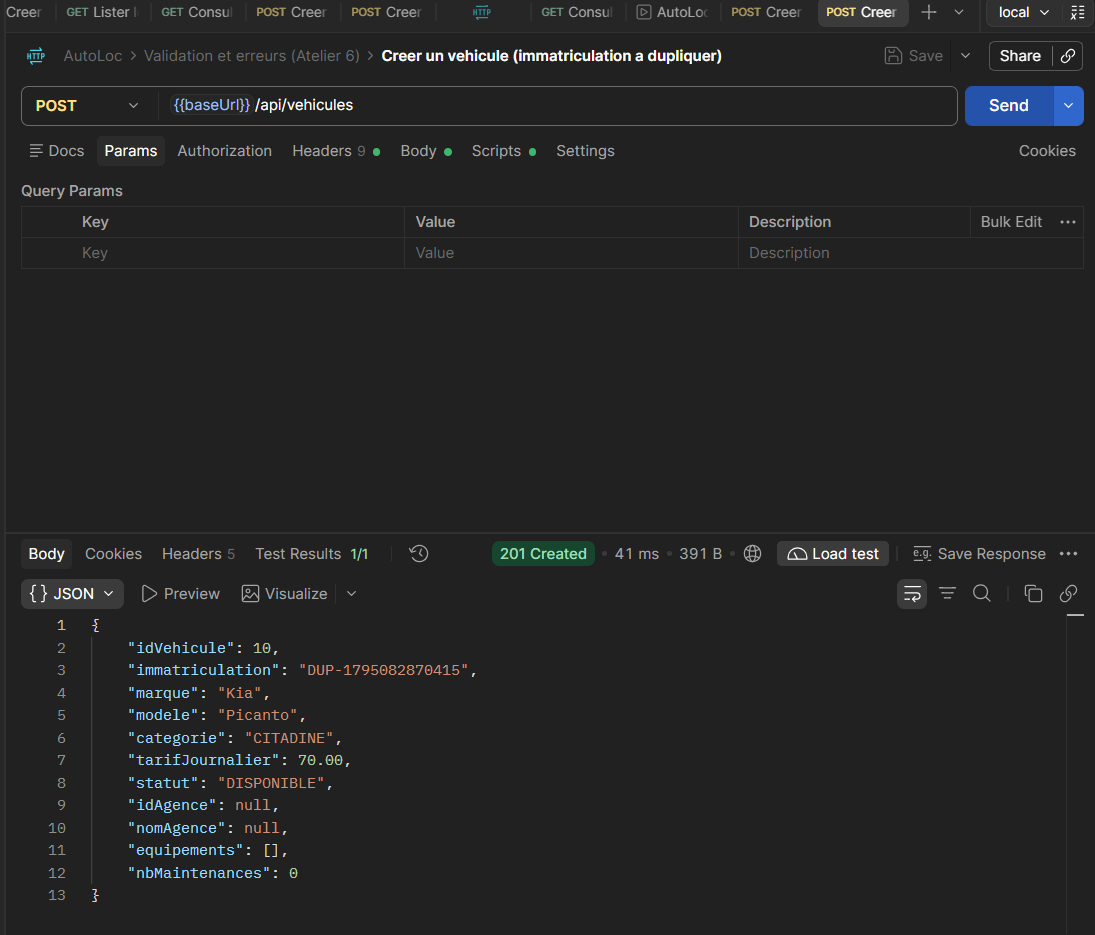 Creer GET Lister GET Consul POST Creer POST Creer HTTP GET Consul AutoLoc POST Creer POST Creer local
HTTP AutoLoc > Validation et erreurs (Atelier 6) > Creer un vehicule (immatriculation a dupliquer) Save Share
POST {{baseUrl}} /api/vehicules Send
Docs Params Authorization Headers 9 Body Scripts Settings Cookies
Query Params
Key Value Description Bulk Edit
Key Value Description
Body Cookies Headers 5 Test Results 1/1 201 Created 41 ms 391 B Load test e.g. Save Response
{} JSON Preview Visualize
1 {
2 "idVehicule": 10,
3 "immatriculation": "DUP-1795082870415",
4 "marque": "Kia",
5 "modele": "Picanto",
6 "categorie": "CITADINE",
7 "tarifJournalier": 70.00,
8 "statut": "DISPONIBLE",
9 "idAgence": null,
10 "nomAgence": null,
11 "equipements": [],
12 "nbMaintenances": 0
13 }